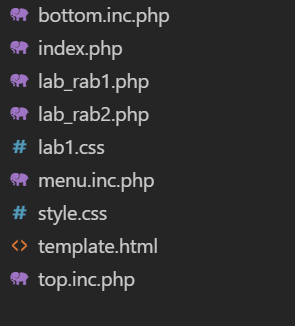 bottom.inc.php
index.php
lab_rab1.php
lab_rab2.php
# lab1.css
menu.inc.php
# style.css
<> template.html
top.inc.php